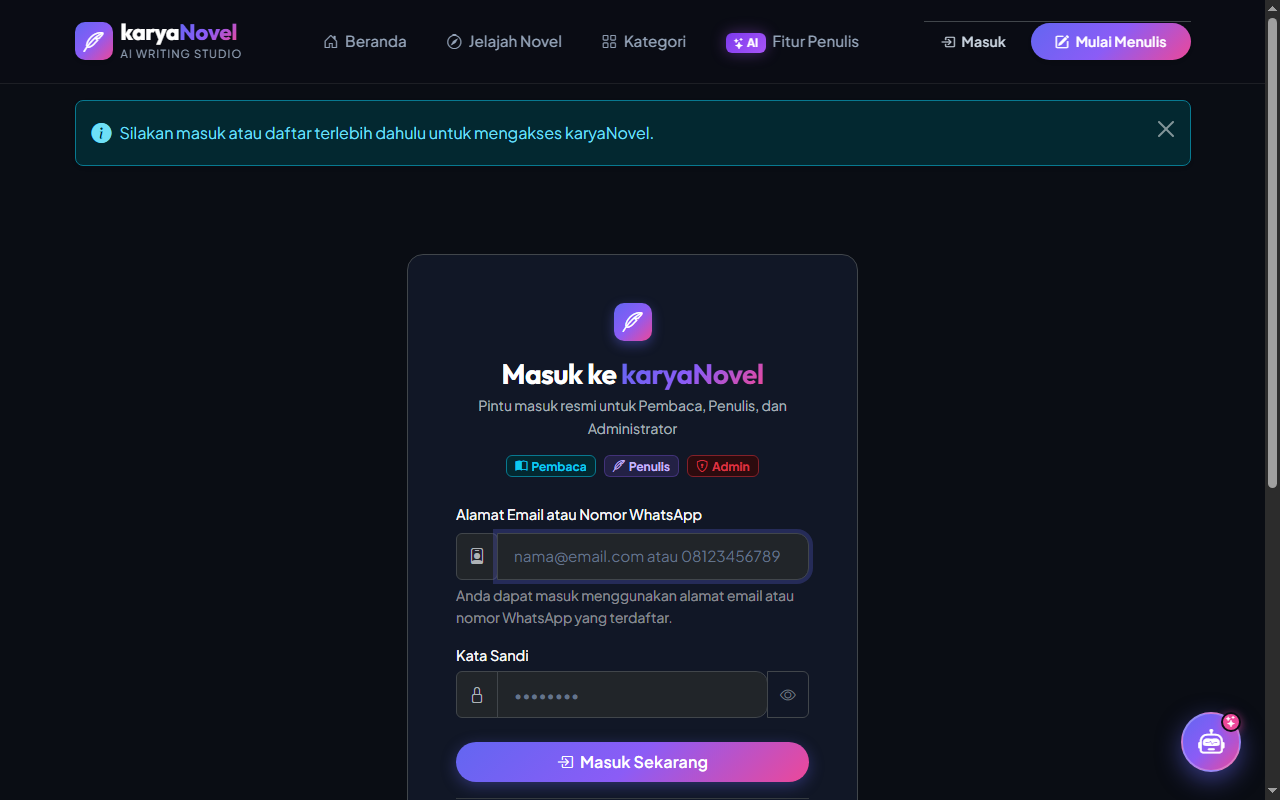 karyaNovel
AI WRITING STUDIO
Beranda
Jelajah Novel
Kategori
AI Fitur Penulis
Masuk
Mulai Menulis
Silakan masuk atau daftar terlebih dahulu untuk mengakses karyaNovel.
Masuk ke karyaNovel
Pintu masuk resmi untuk Pembaca, Penulis, dan
Administrator
Pembaca
Penulis
Admin
Alamat Email atau Nomor WhatsApp
nama@email.com atau 08123456789
Anda dapat masuk menggunakan alamat email atau
nomor WhatsApp yang terdaftar.
Kata Sandi
••••••••
Masuk Sekarang